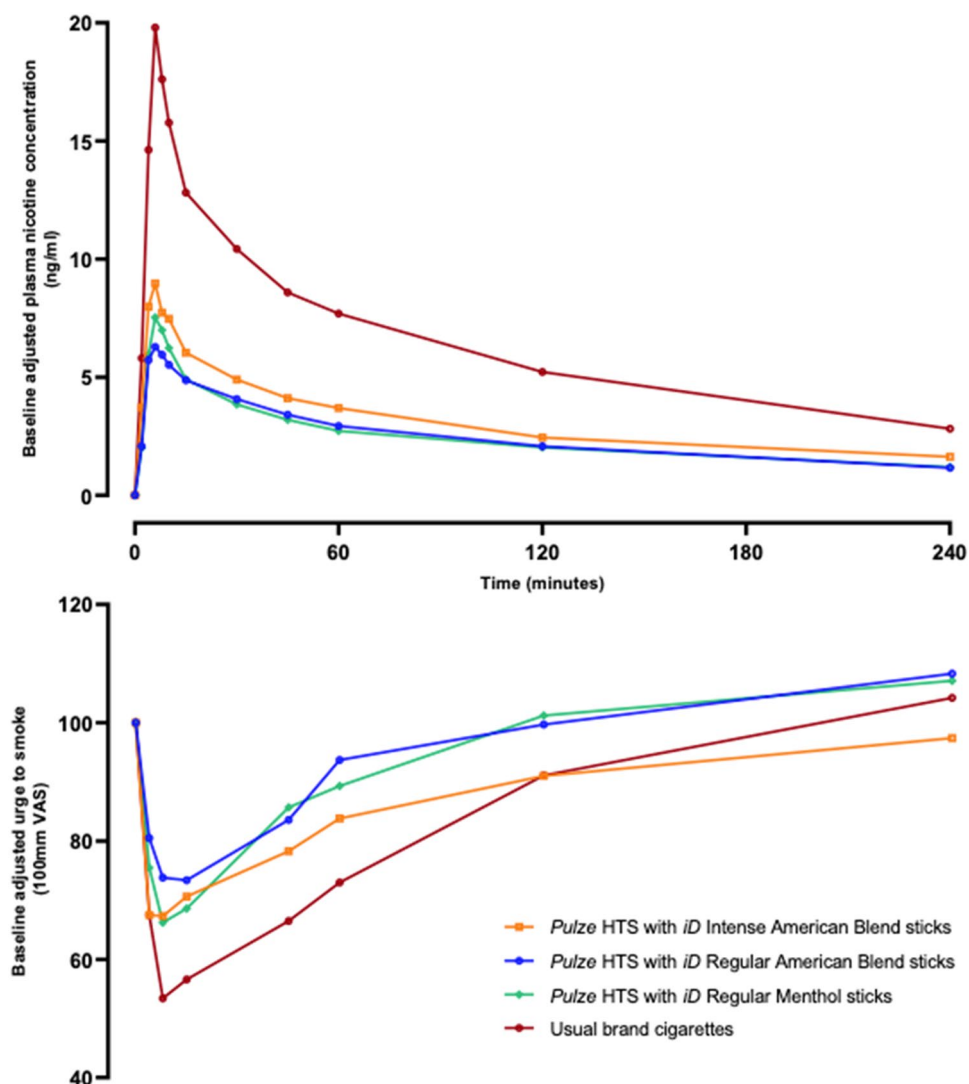 20
15
10
5
0
Baseline adjusted plasma nicotine concentration
(ng/ml)
0 60 120 180 240
Time (minutes)
120
100
80
60
40
Baseline adjusted urge to smoke
(100mm VAS)
Pulze HTS with iD Intense American Blend sticks
Pulze HTS with iD Regular American Blend sticks
Pulze HTS with iD Regular Menthol sticks
Usual brand cigarettes